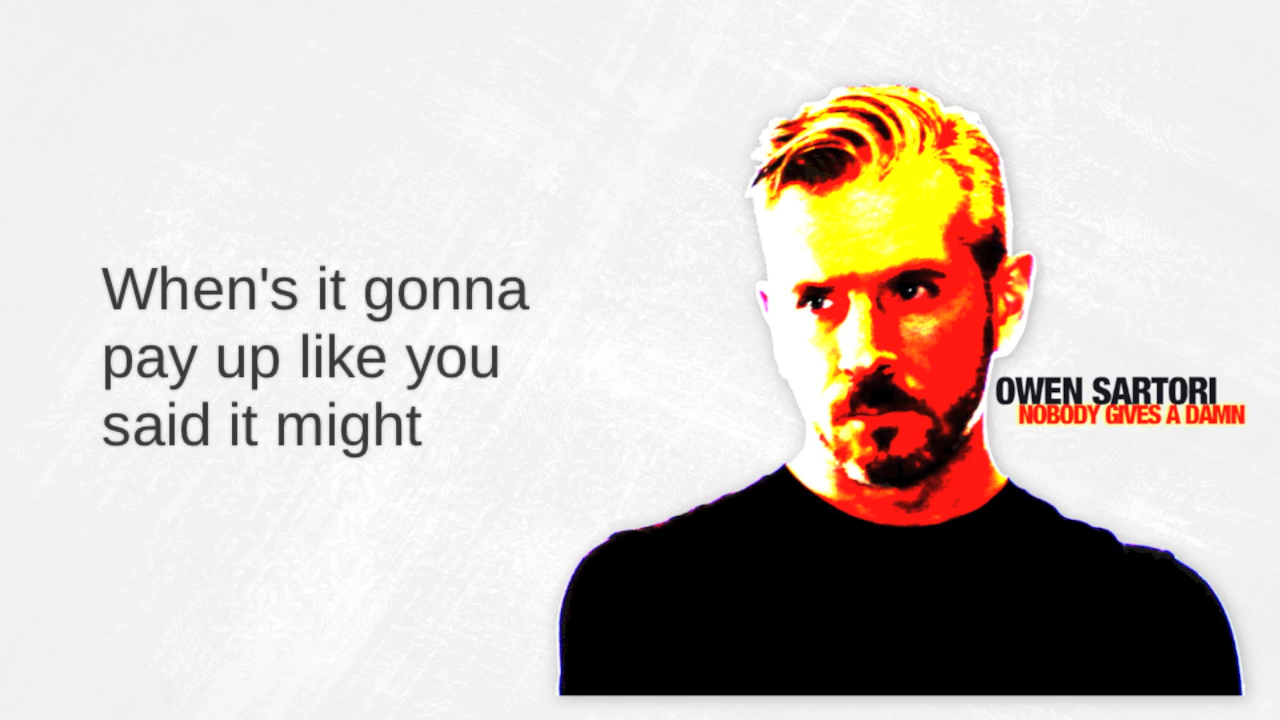 When's it gonna
pay up like you
said it might
OWEN SARTORI
NOBODY GIVES A DAMN